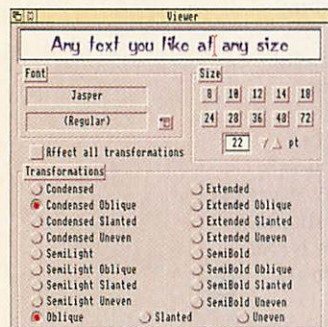 Viewer
Any text you like at any size
Font
Jasper
(Regular)
Affect all transformations
Size
8 10 12 14 18
24 28 36 48 72
22 pt
Transformations
Condensed Extended
Condensed Oblique Extended Oblique
Condensed Slanted Extended Slanted
Condensed Uneven Extended Uneven
SemiLight SemiBold
SemiLight Oblique SemiBold Oblique
SemiLight Slanted SemiBold Slanted
SemiLight Uneven SemiBold Uneven
Oblique Slanted Uneven